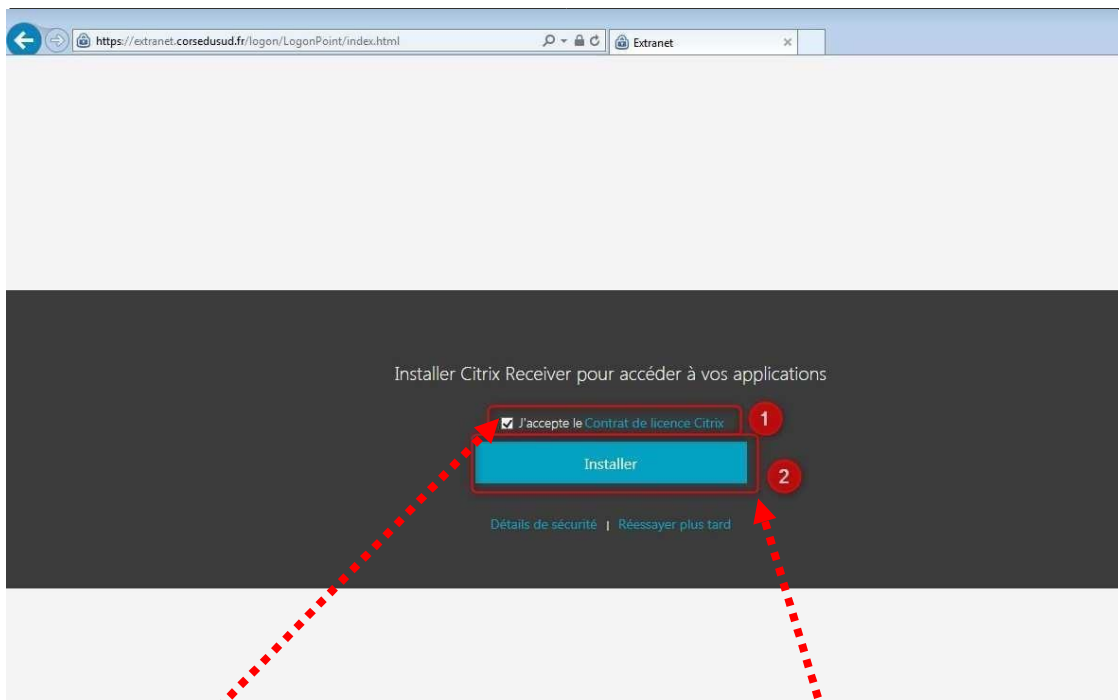 https://extranet.corsedusud.fr/logon/LogonPoint/index.html
Extranet
Installer Citrix Receiver pour accéder à vos applications
J'accepte le Contrat de licence Citrix
1
Installer
2
Détails de sécurité | Réessayer plus tard